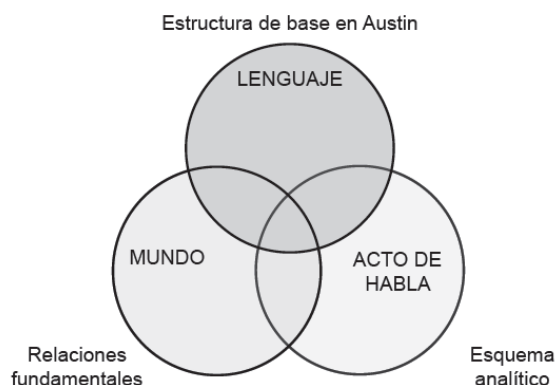 Estructura de base en Austin
LENGUAJE
MUNDO
ACTO DE
HABLA
Relaciones
fundamentales
Esquema
analítico